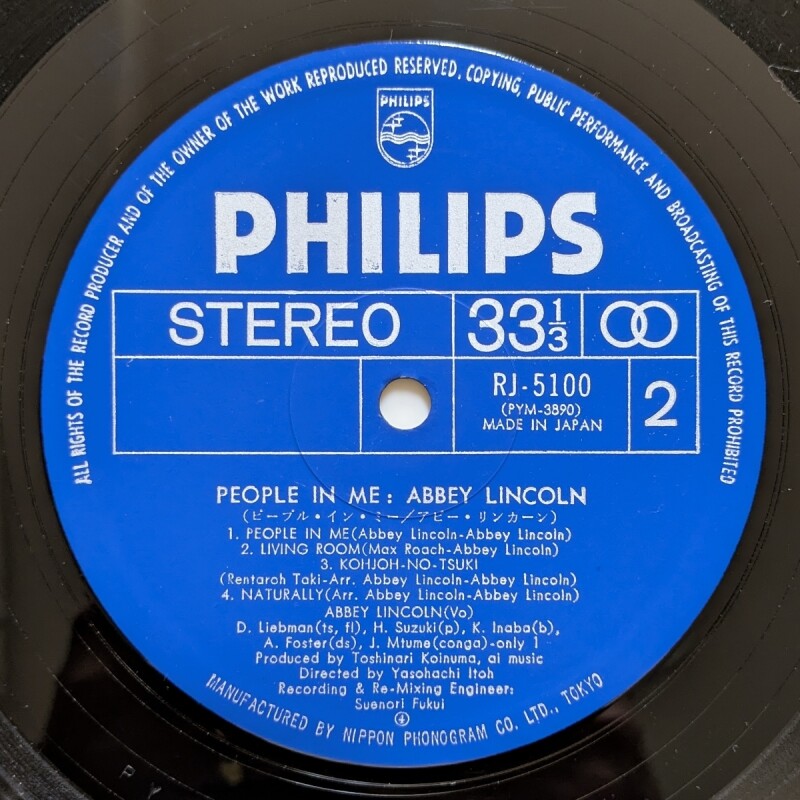 ALL RIGHTS OF THE RECORD PRODUCER AND OF THE OWNER OF THE WORK REPRODUCED RESERVED. COPYING, PUBLIC PERFORMANCE AND BROADCASTING OF THIS RECORD PROHIBITED
PHILIPS
PHILIPS
STEREO 33 1/3
RJ-5100
(PYM-3890)
MADE IN JAPAN
2
PEOPLE IN ME : ABBEY LINCOLN
(ピープル・イン・ミー/アビー・リンカーン)
1. PEOPLE IN ME(Abbey Lincoln-Abbey Lincoln)
2. LIVING ROOM(Max Roach-Abbey Lincoln)
3. KOHJOH-NO-TSUKI
(Rentaroh Taki-Arr. Abbey Lincoln-Abbey Lincoln)
4. NATURALLY(Arr. Abbey Lincoln-Abbey Lincoln)
ABBEY LINCOLN(Vo)
D. Liebman(ts, fl), H. Suzuki(p), K. Inaba(b),
A. Foster(ds), J. Mtume(conga)-only 1
Produced by Toshinari Koinuma, ai music
Directed by Yasohachi Itoh
Recording & Re-Mixing Engineer:
Suenori Fukui
MANUFACTURED BY NIPPON PHONOGRAM CO. LTD., TOKYO